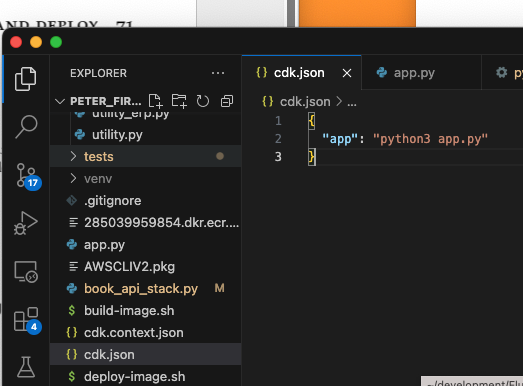 AND DEPLOY 71
EXPLORER ...
cdk.json
app.py
PETER_FIR...
{} cdk.json > ...
utility_erp.py
1 {
utility.py
2 "app": "python3 app.py"
tests
3 }
venv
.gitignore
17
285039959854.dkr.ecr....
app.py
AWSCLIV2.pkg
book_api_stack.py M
$ build-image.sh
{} cdk.context.json
4
{} cdk.json
$ deploy-image.sh
~/development/Flu